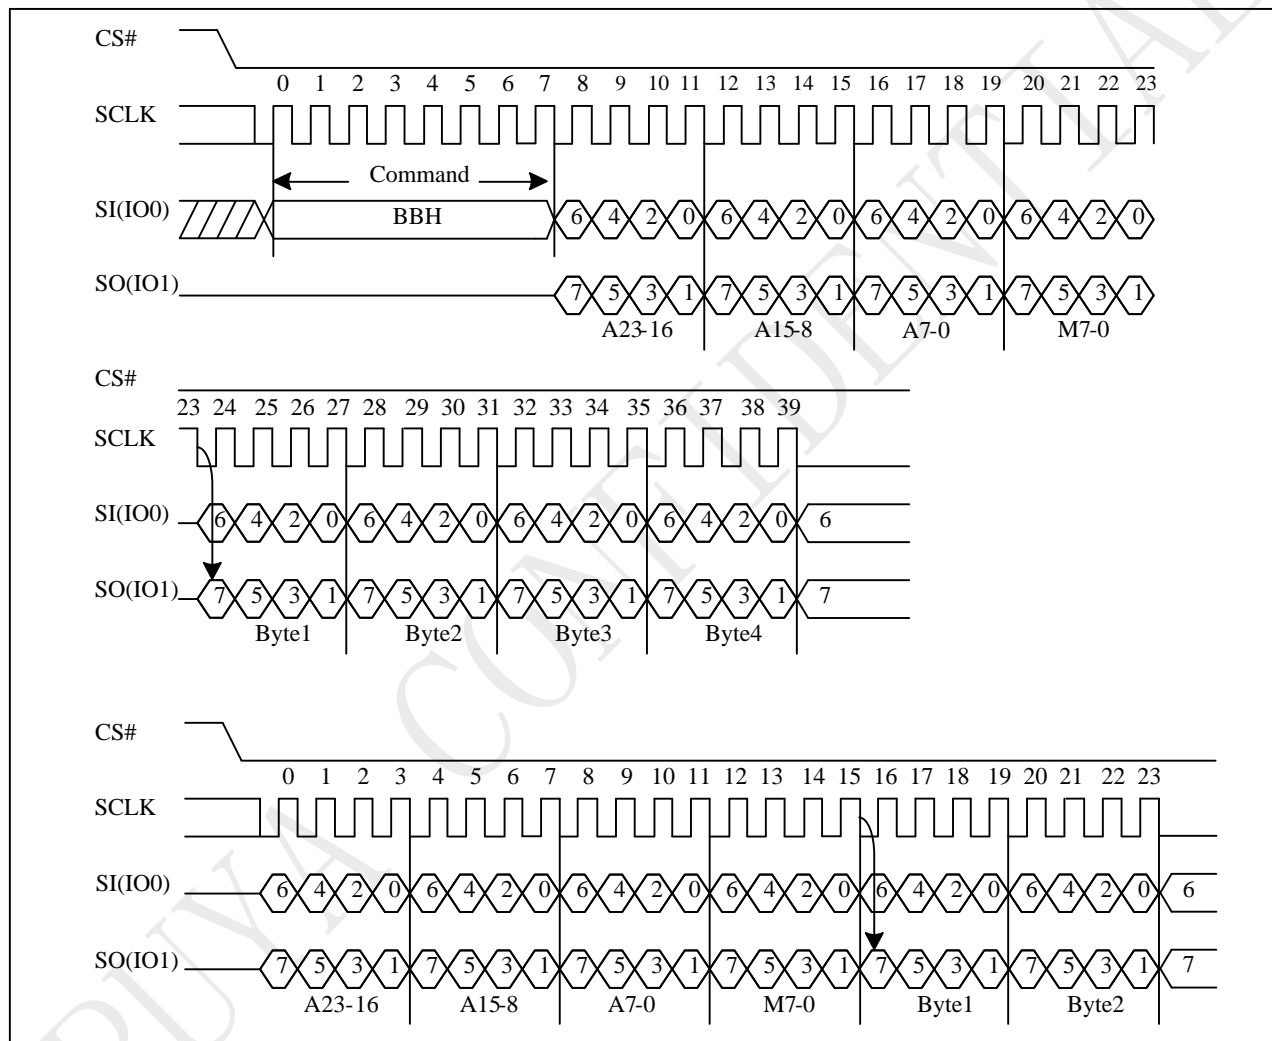 CS#
0 1 2 3 4 5 6 7 8 9 10 11 12 13 14 15 16 17 18 19 20 21 22 23
SCLK
Command
SI(IO0) BBH 6 4 2 0 6 4 2 0 6 4 2 0 6 4 2 0
SO(IO1) 7 5 3 1 7 5 3 1 7 5 3 1 7 5 3 1
A23-16 A15-8 A7-0 M7-0
CS#
23 24 25 26 27 28 29 30 31 32 33 34 35 36 37 38 39
SCLK
SI(IO0) 6 4 2 0 6 4 2 0 6 4 2 0 6 4 2 0 6
SO(IO1) 7 5 3 1 7 5 3 1 7 5 3 1 7 5 3 1 7
Byte1 Byte2 Byte3 Byte4
CS#
0 1 2 3 4 5 6 7 8 9 10 11 12 13 14 15 16 17 18 19 20 21 22 23
SCLK
SI(IO0) 6 4 2 0 6 4 2 0 6 4 2 0 6 4 2 0 6 4 2 0 6 4 2 0 6
SO(IO1) 7 5 3 1 7 5 3 1 7 5 3 1 7 5 3 1 7 5 3 1 7 5 3 1 7
A23-16 A15-8 A7-0 M7-0 Byte1 Byte2
PUYA CONFIDENTIAL